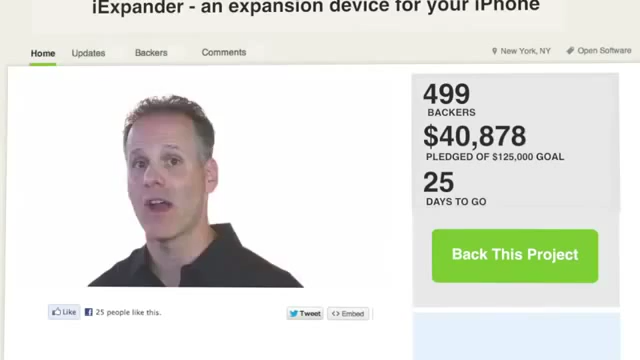 iExpander - an expansion device for your iPhone
Home Updates Backers Comments
New York, NY Open Software
499
BACKERS
$40,878
PLEDGED OF $125,000 GOAL
25
DAYS TO GO
Back This Project
Like 25 people like this.
Tweet <> Embed